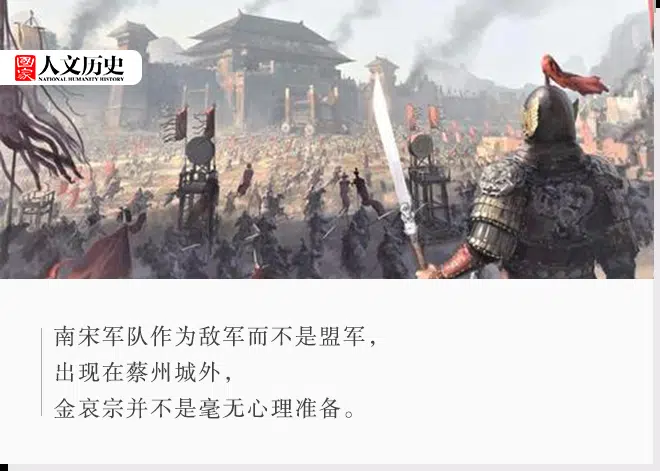 國家人文历史
NATIONAL HUMANITY HISTORY
南宋军队作为敌军而不是盟军，
出现在蔡州城外，
金哀宗并不是毫无心理准备。